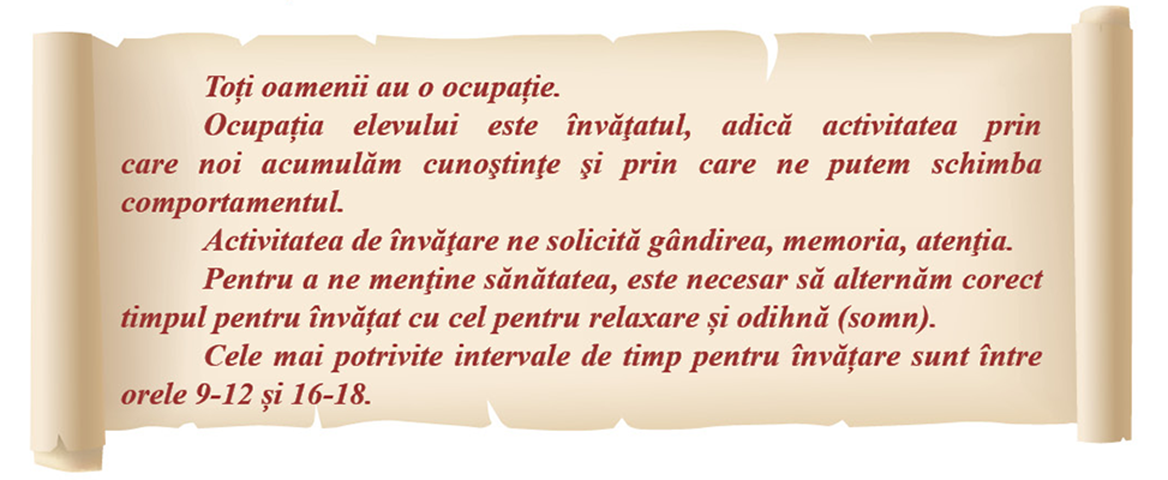 Toți oamenii au o ocupație.
Ocupația elevului este învăţatul, adică activitatea prin
care noi acumulăm cunoştinţe şi prin care ne putem schimba
comportamentul.
Activitatea de învăţare ne solicită gândirea, memoria, atenţia.
Pentru a ne menţine sănătatea, este necesar să alternăm corect
timpul pentru învățat cu cel pentru relaxare și odihnă (somn).
Cele mai potrivite intervale de timp pentru învățare sunt între
orele 9-12 și 16-18.